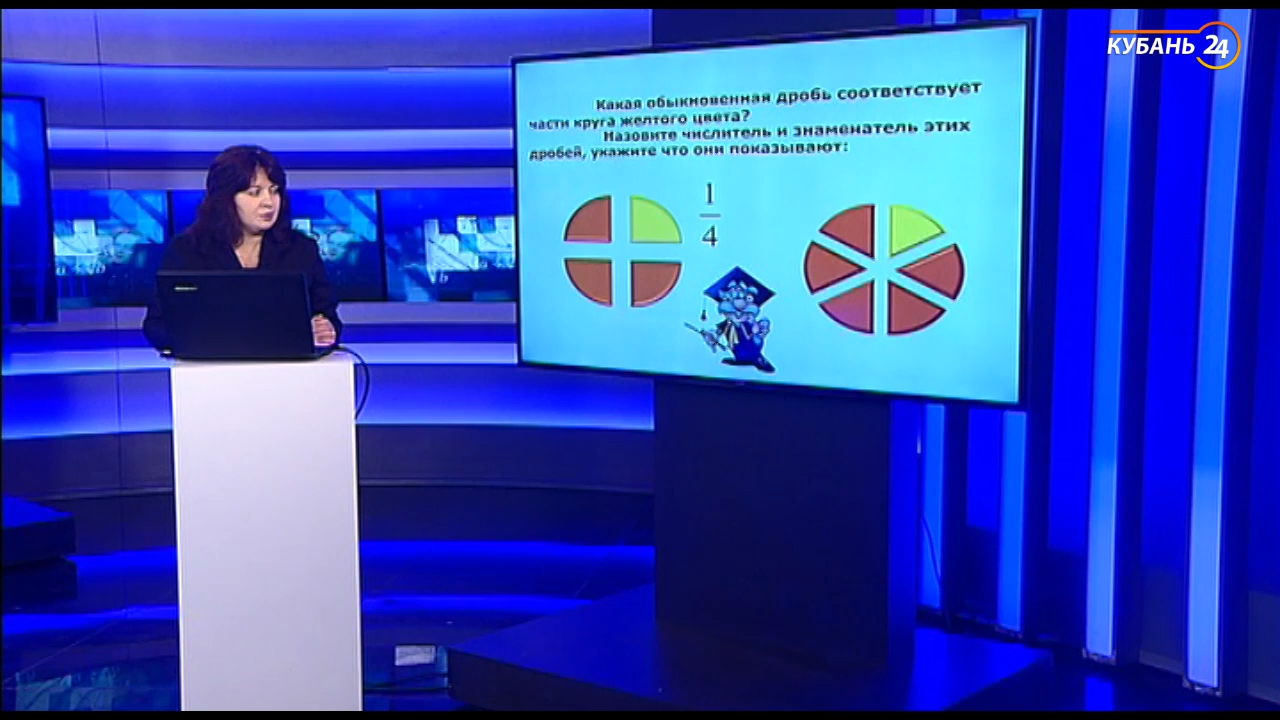 КУБАНЬ 24
Какая обыкновенная дробь соответствует
части круга желтого цвета?
Назовите числитель и знаменатель этих
дробей, укажите что они показывают:
1
4